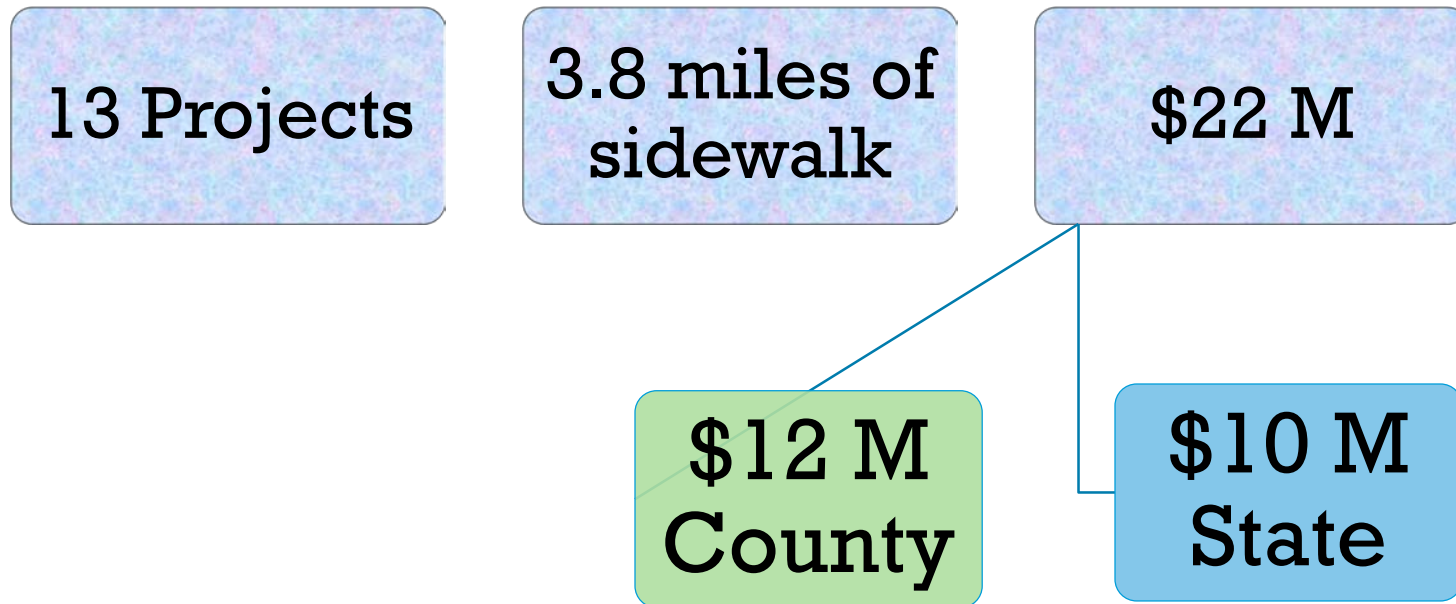 13 Projects
3.8 miles of
sidewalk
$22 M
$12 M
County
$10 M
State